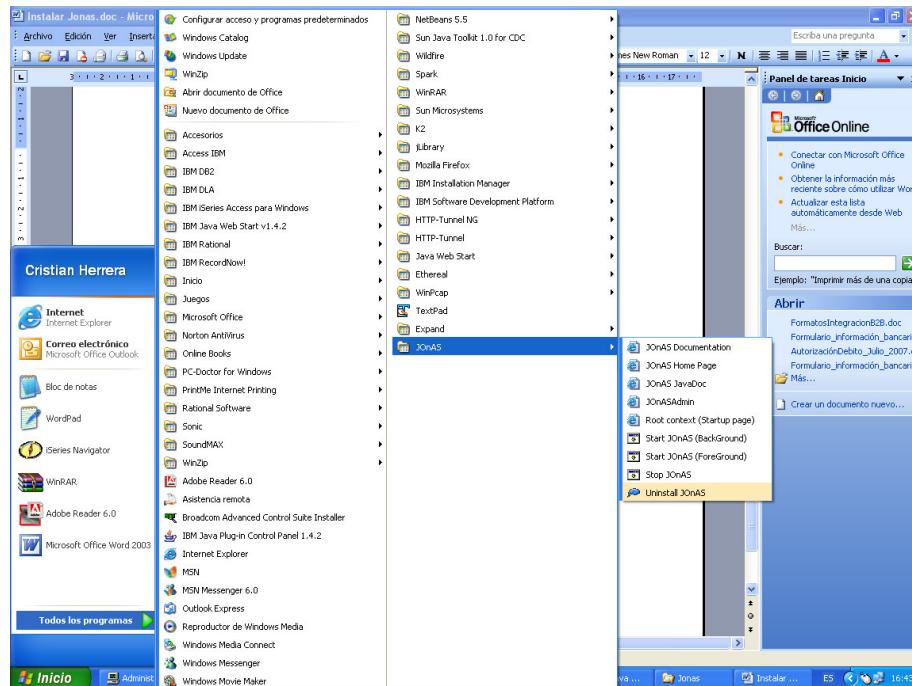 Instalar Jonas.doc - Micro
Archivo Edición Ver Inserta
Escriba una pregunta
mes New Roman 12 N
3 1 2 1 1 1
16 17
Configurar acceso y programas predeterminados
Windows Catalog
Windows Update
WinZip
Abrir documento de Office
Nuevo documento de Office
Accesorios
Access IBM
IBM DB2
IBM DLA
IBM iSeries Access para Windows
IBM Java Web Start v1.4.2
IBM Rational
IBM RecordNow!
Inicio
Juegos
Microsoft Office
Norton AntiVirus
Online Books
PC-Doctor for Windows
PrintMe Internet Printing
Rational Software
Sonic
SoundMAX
WinZip
Adobe Reader 6.0
Asistencia remota
Broadcom Advanced Control Suite Installer
IBM Java Plug-in Control Panel 1.4.2
Internet Explorer
MSN
MSN Messenger 6.0
Outlook Express
Reproductor de Windows Media
Windows Media Connect
Windows Messenger
Windows Movie Maker
NetBeans 5.5
Sun Java Toolkit 1.0 for CDC
Wildfire
Spark
WinRAR
Sun Microsystems
K2
jLibrary
Mozilla Firefox
IBM Installation Manager
IBM Software Development Platform
HTTP-Tunnel NG
HTTP-Tunnel
Java Web Start
Ethereal
WinPcap
TextPad
Expand
JOnAS
JOnAS Documentation
JOnAS Home Page
JOnAS JavaDoc
JOnASAdmin
Root context (Startup page)
Start JOnAS (BackGround)
Start JOnAS (ForeGround)
Stop JOnAS
Uninstall JOnAS
Panel de tareas Inicio
Microsoft
Office Online
Conectar con Microsoft Office
Online
Obtener la información más
reciente sobre cómo utilizar Wor
Actualizar esta lista
automáticamente desde Web
Más...
Buscar:
Ejemplo: "Imprimir más de una copia
Abrir
FormatosIntegracionB2B.doc
Formulario_información_bancari
AutorizaciónDebito_Julio_2007.
Formulario_información_bancari
Más...
Crear un documento nuevo...
Cristian Herrera
Internet
Internet Explorer
Correo electrónico
Microsoft Office Outlook
Bloc de notas
WordPad
iSeries Navigator
WinRAR
Adobe Reader 6.0
Microsoft Office Word 2003
Todos los programas
Inicio
Administ
va ...
Jonas
Instalar ...
ES
16:43